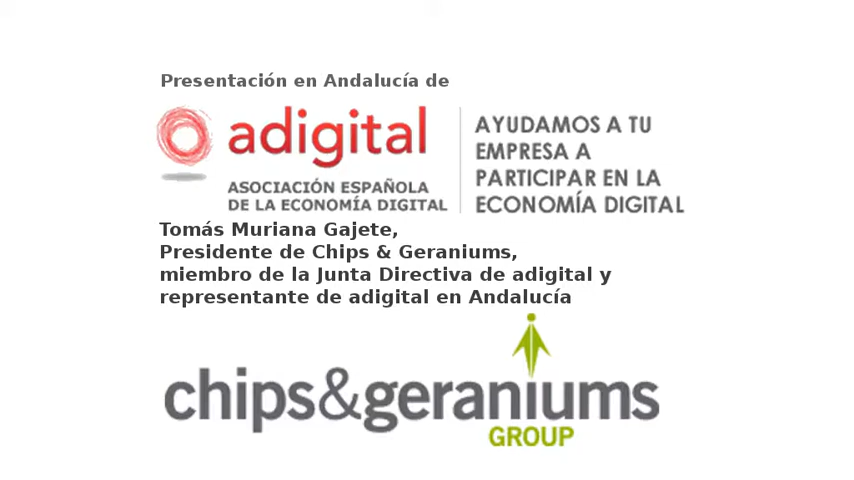 Presentación en Andalucía de
adigital
ASOCIACIÓN ESPAÑOLA
DE LA ECONOMÍA DIGITAL
AYUDAMOS A TU
EMPRESA A
PARTICIPAR EN LA
ECONOMÍA DIGITAL
Tomás Muriana Gajete,
Presidente de Chips & Geraniums,
miembro de la Junta Directiva de adigital y
representante de adigital en Andalucía
chips&geraniums
GROUP